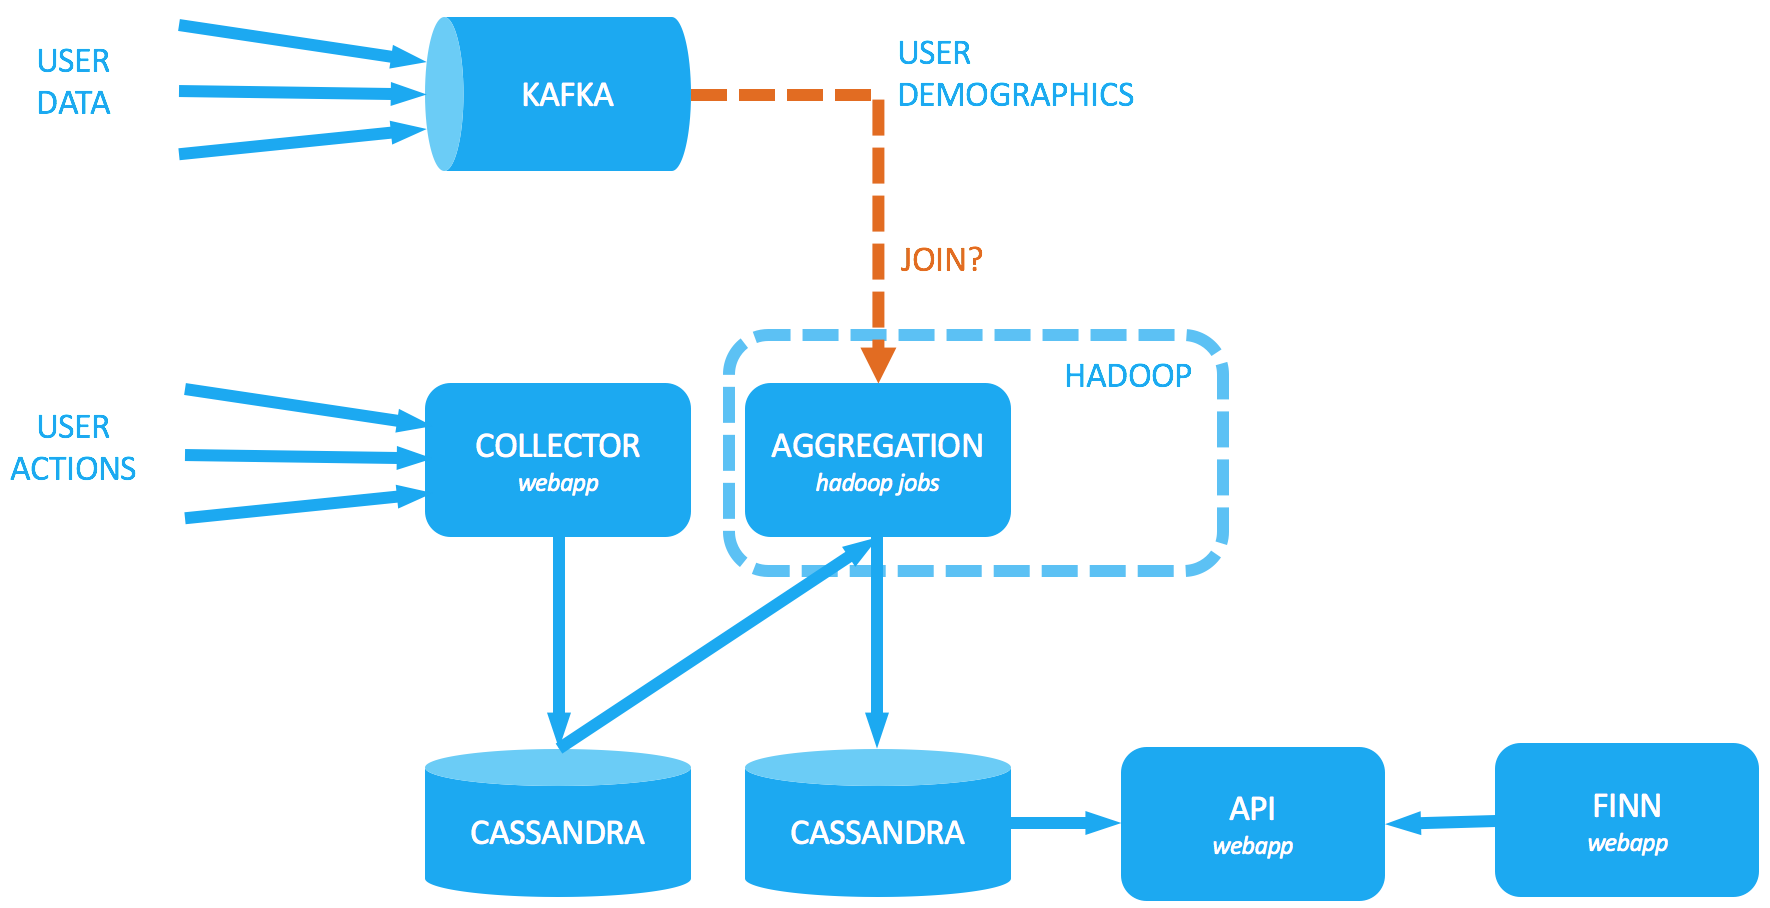 USER
DATA
KAFKA
USER
DEMOGRAPHICS
JOIN?
HADOOP
USER
ACTIONS
COLLECTOR
webapp
AGGREGATION
hadoop jobs
CASSANDRA
CASSANDRA
API
webapp
FINN
webapp